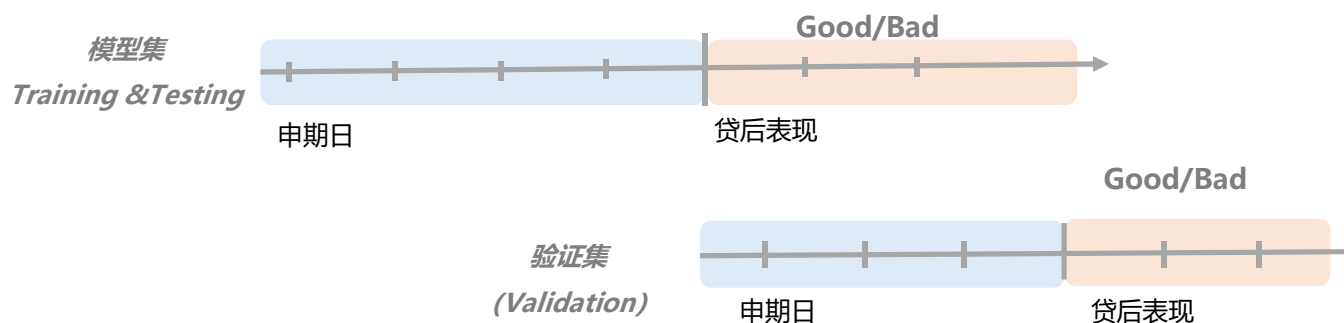 Good/Bad
模型集
Training &Testing
申期日
贷后表现
Good/Bad
验证集
(Validation)
申期日
贷后表现